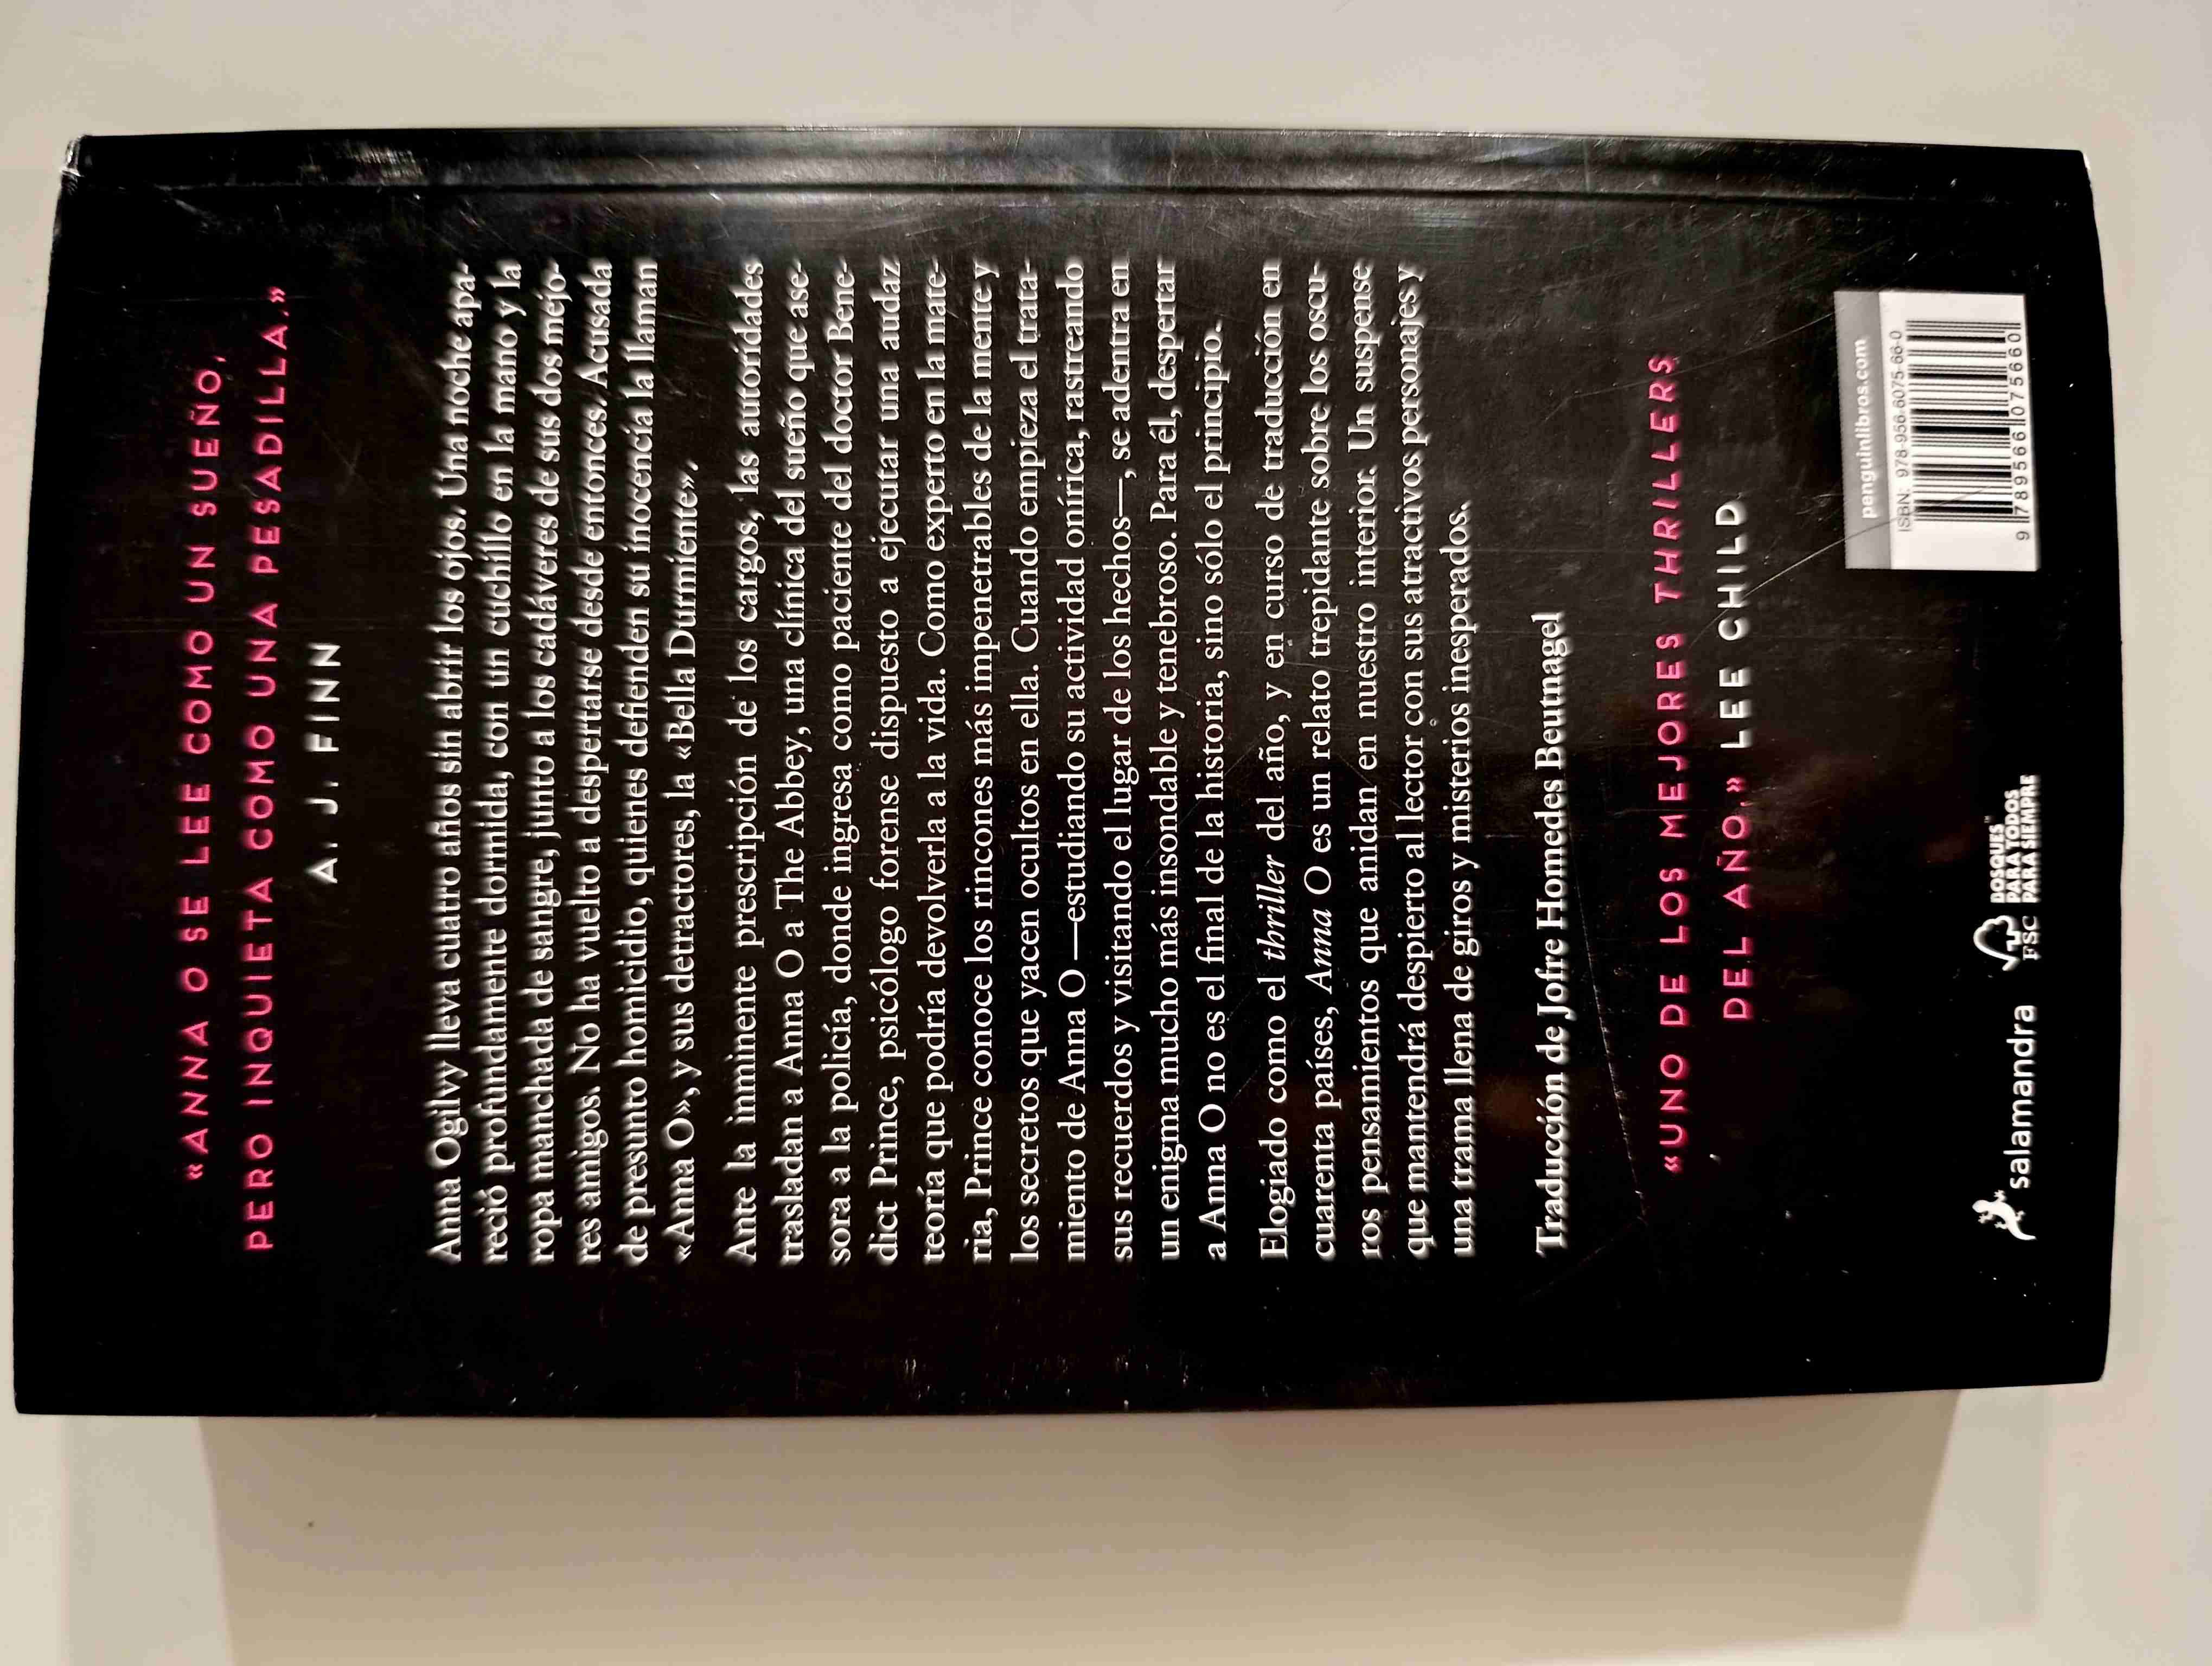 «ANNA O SE LEE COMO UN SUEÑO,
PERO INQUIETA COMO UNA PESADILLA.»
A. J. FINN
Anna Ogilvy lleva cuatro años sin abrir los ojos. Una noche apa-
reció profundamente dormida, con un cuchillo en la mano y la
ropa manchada de sangre, junto a los cadáveres de sus dos mejo-
res amigos. No ha vuelto a despertarse desde entonces. Acusada
de presunto homicidio, quienes defienden su inocencia la llaman
«Anna O», y sus detractores, la «Bella Durmiente».
Ante la inminente prescripción de los cargos, las autoridades
trasladan a Anna O a The Abbey, una clínica del sueño que ase-
sora a la policía, donde ingresa como paciente del doctor Bene-
dict Prince, psicólogo forense dispuesto a ejecutar una audaz
teoría que podría devolverla a la vida. Como experto en la mate-
ria, Prince conoce los rincones más impenetrables de la mente y
los secretos que yacen ocultos en ella. Cuando empieza el trata-
miento de Anna O —estudiando su actividad onírica, rastreando
sus recuerdos y visitando el lugar de los hechos—, se adentra en
un enigma mucho más insondable y tenebroso. Para él, despertar
a Anna O no es el final de la historia, sino sólo el principio.
Elogiado como el thriller del año, y en curso de traducción en
cuarenta países, Anna O es un relato trepidante sobre los oscu-
ros pensamientos que anidan en nuestro interior. Un suspense
que mantendrá despierto al lector con sus atractivos personajes y
una trama llena de giros y misterios inesperados.
Traducción de Jofre Homedes Beutnagel
«UNO DE LOS MEJORES THRILLERS
DEL AÑO.» LEE CHILD
salamandra
FSC
BOSQUES™
PARA TODOS
PARA SIEMPRE
penguinlibros.com
ISBN: 978-956-6075-66-0
9 789566 075660